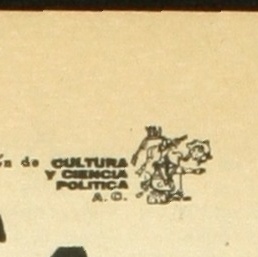 de CULTURA
Y CIENCIA
POLITICA
A. C.